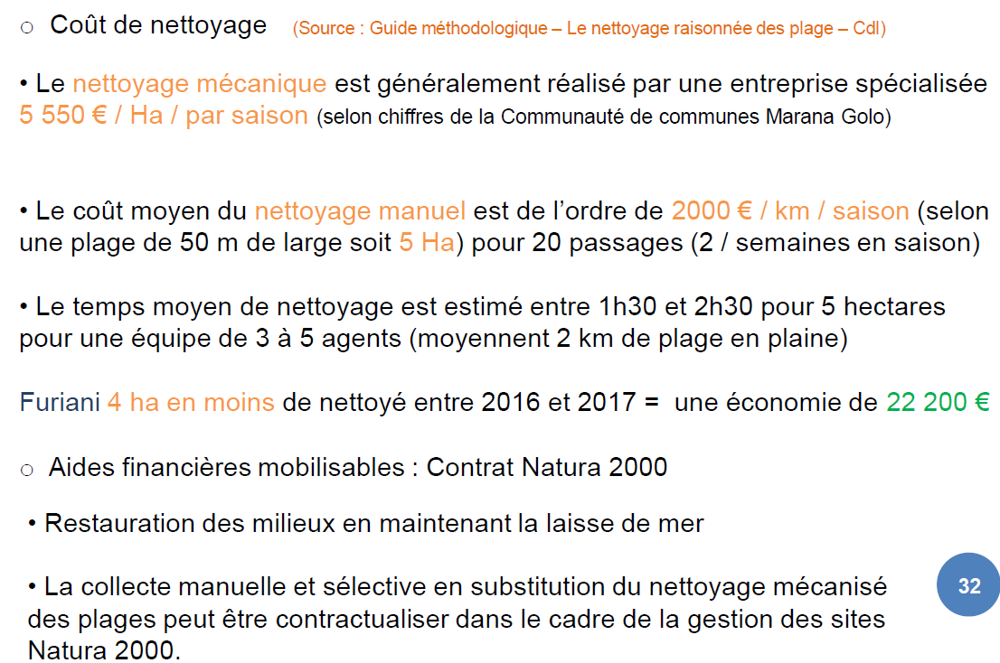 ○ Coût de nettoyage (Source : Guide méthodologique – Le nettoyage raisonnée des plage – Cdl)
• Le nettoyage mécanique est généralement réalisé par une entreprise spécialisée
5 550 € / Ha / par saison (selon chiffres de la Communauté de communes Marana Golo)
• Le coût moyen du nettoyage manuel est de l’ordre de 2000 € / km / saison (selon
une plage de 50 m de large soit 5 Ha) pour 20 passages (2 / semaines en saison)
• Le temps moyen de nettoyage est estimé entre 1h30 et 2h30 pour 5 hectares
pour une équipe de 3 à 5 agents (moyennent 2 km de plage en plaine)
Furiani 4 ha en moins de nettoyé entre 2016 et 2017 = une économie de 22 200 €
○ Aides financières mobilisables : Contrat Natura 2000
• Restauration des milieux en maintenant la laisse de mer
• La collecte manuelle et sélective en substitution du nettoyage mécanisé
des plages peut être contractualiser dans le cadre de la gestion des sites
Natura 2000.
32